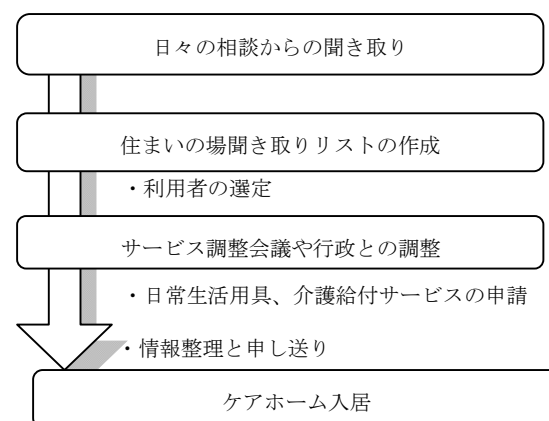 日々の相談からの聞き取り
住まいの場聞き取りリストの作成
・利用者の選定
サービス調整会議や行政との調整
・日常生活用具、介護給付サービスの申請
・情報整理と申し送り
ケアホーム入居